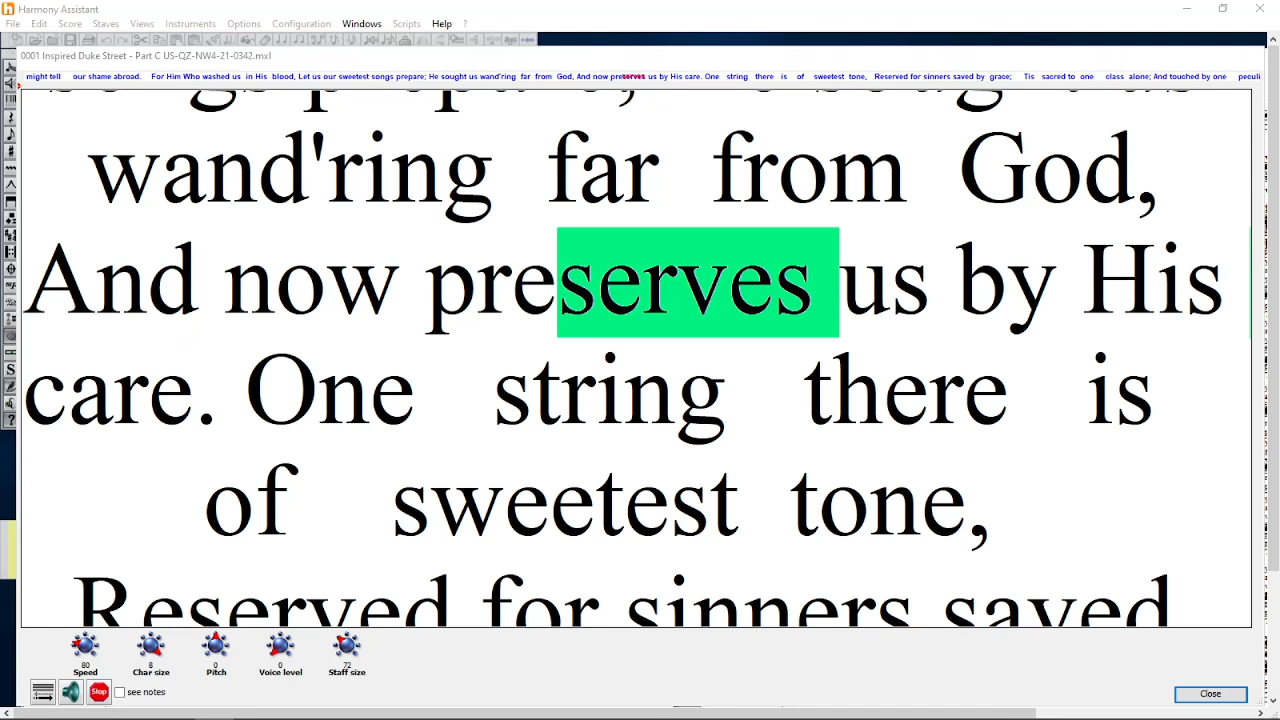 Harmony Assistant
File Edit Score Staves Views Instruments Options Configuration Windows Scripts Help ?
0001 Inspired Duke Street - Part C US-QZ-NW4-21-0342.mxl
might tell our shame abroad. For Him Who washed us in His blood, Let us our sweetest songs prepare; He sought us wand'ring far from God, And now preserves us by His care. One string there is of sweetest tone, Reserved for sinners saved by grace; Tis sacred to one class alone; And touched by one peculi
wand'ring far from God,
And now preserves us by His
care. One string there is
of sweetest tone,
Reserved for sinners saved
80 8 0 0 72
Speed Char size Pitch Voice level Staff size
Stop see notes Close